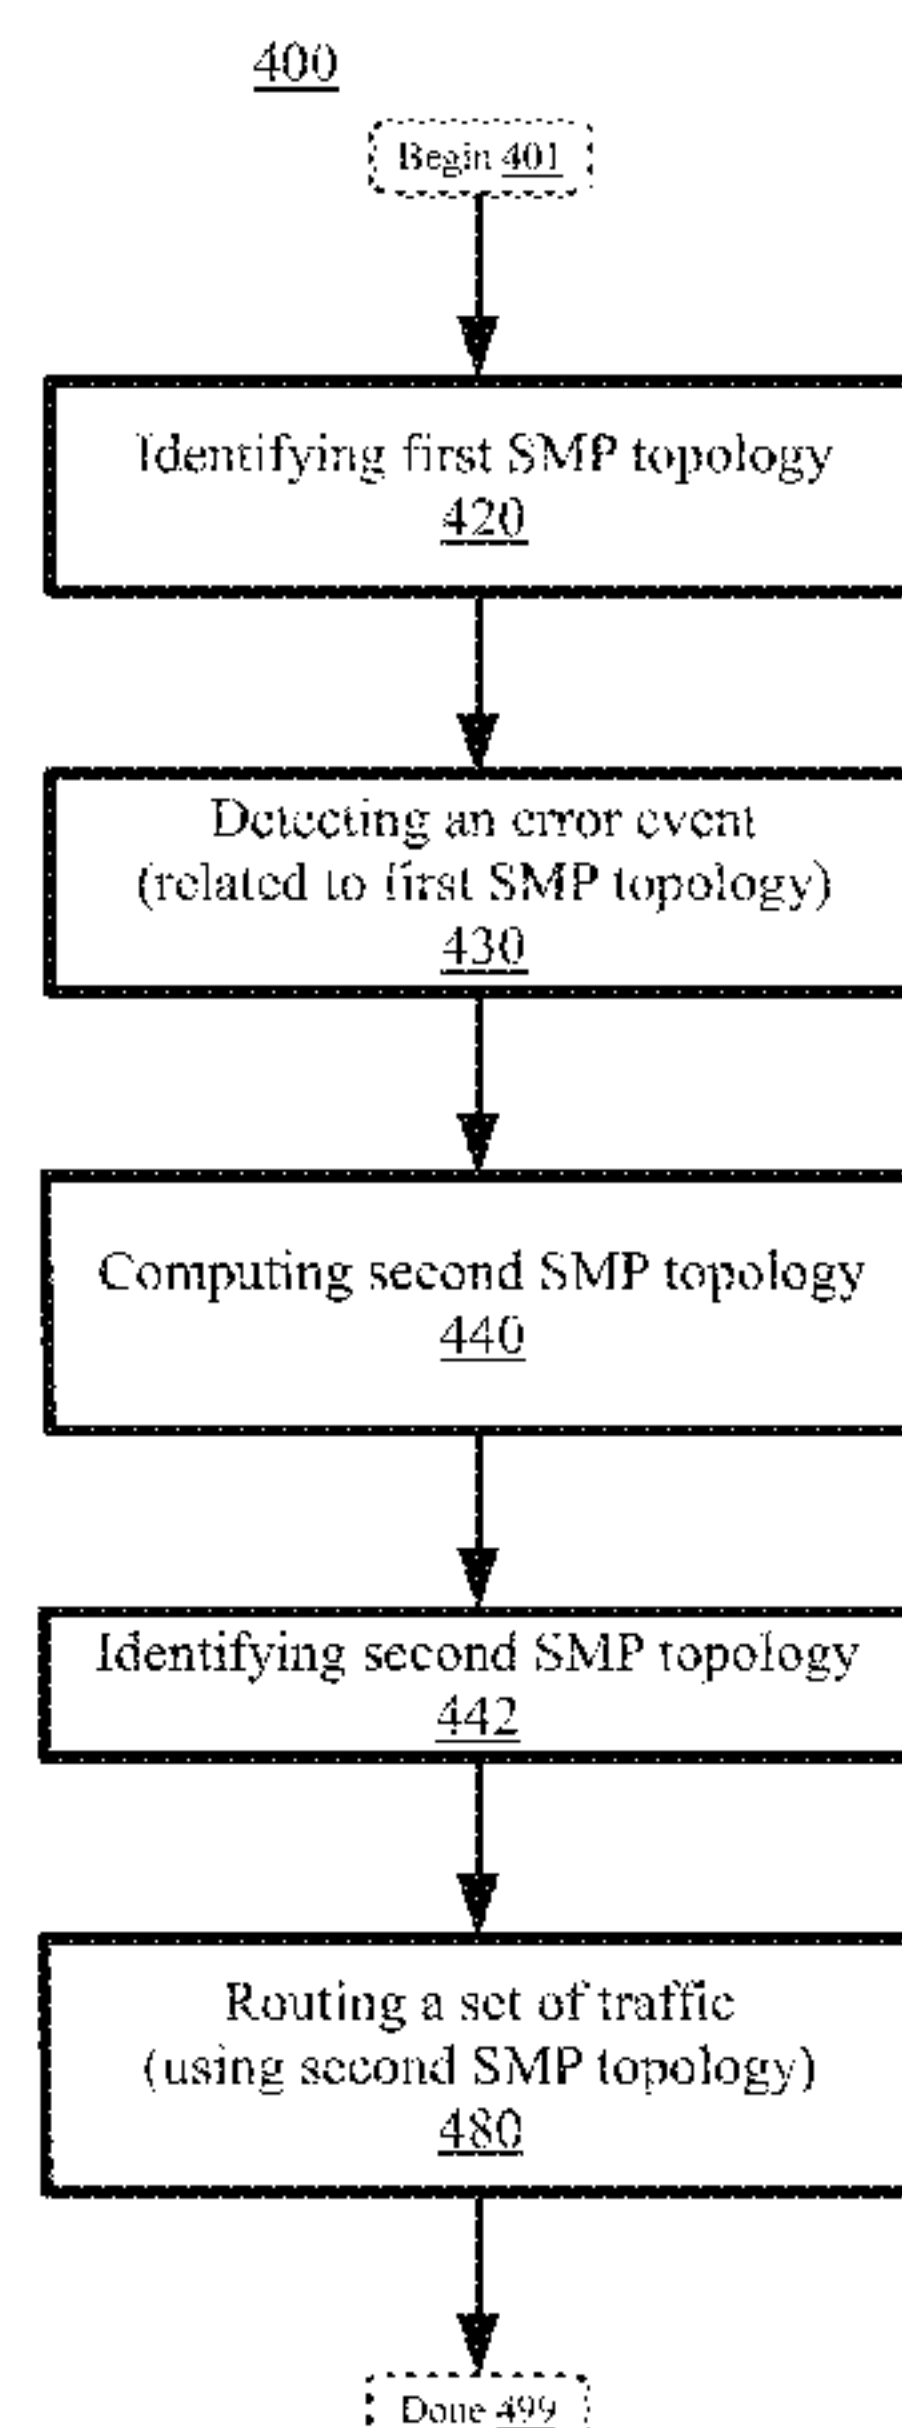 400
Begin 401
Identifying first SMP topology
420
Detecting an error event
(related to first SMP topology)
430
Computing second SMP topology
440
Identifying second SMP topology
442
Routing a set of traffic
(using second SMP topology)
480
Done 499